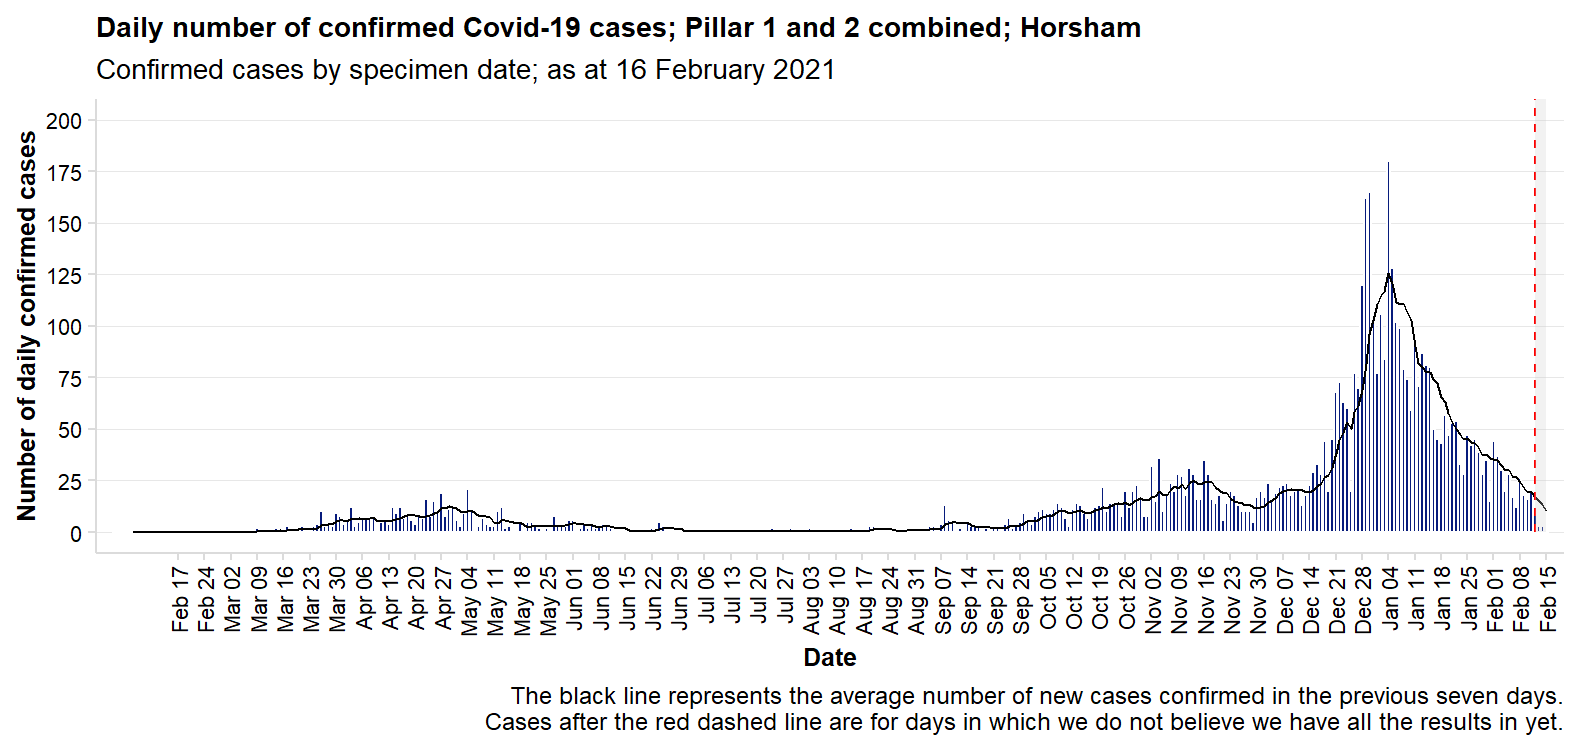 Daily number of confirmed Covid-19 cases; Pillar 1 and 2 combined; Horsham
Confirmed cases by specimen date; as at 16 February 2021
Number of daily confirmed cases
200
175
150
125
100
75
50
25
0
Feb 17
Feb 24
Mar 02
Mar 09
Mar 16
Mar 23
Mar 30
Apr 06
Apr 13
Apr 20
Apr 27
May 04
May 11
May 18
May 25
Jun 01
Jun 08
Jun 15
Jun 22
Jun 29
Jul 06
Jul 13
Jul 20
Jul 27
Aug 03
Aug 10
Aug 17
Aug 24
Aug 31
Sep 07
Sep 14
Sep 21
Sep 28
Oct 05
Oct 12
Oct 19
Oct 26
Nov 02
Nov 09
Nov 16
Nov 23
Nov 30
Dec 07
Dec 14
Dec 21
Dec 28
Jan 04
Jan 11
Jan 18
Jan 25
Feb 01
Feb 08
Feb 15
Date
The black line represents the average number of new cases confirmed in the previous seven days.
Cases after the red dashed line are for days in which we do not believe we have all the results in yet.